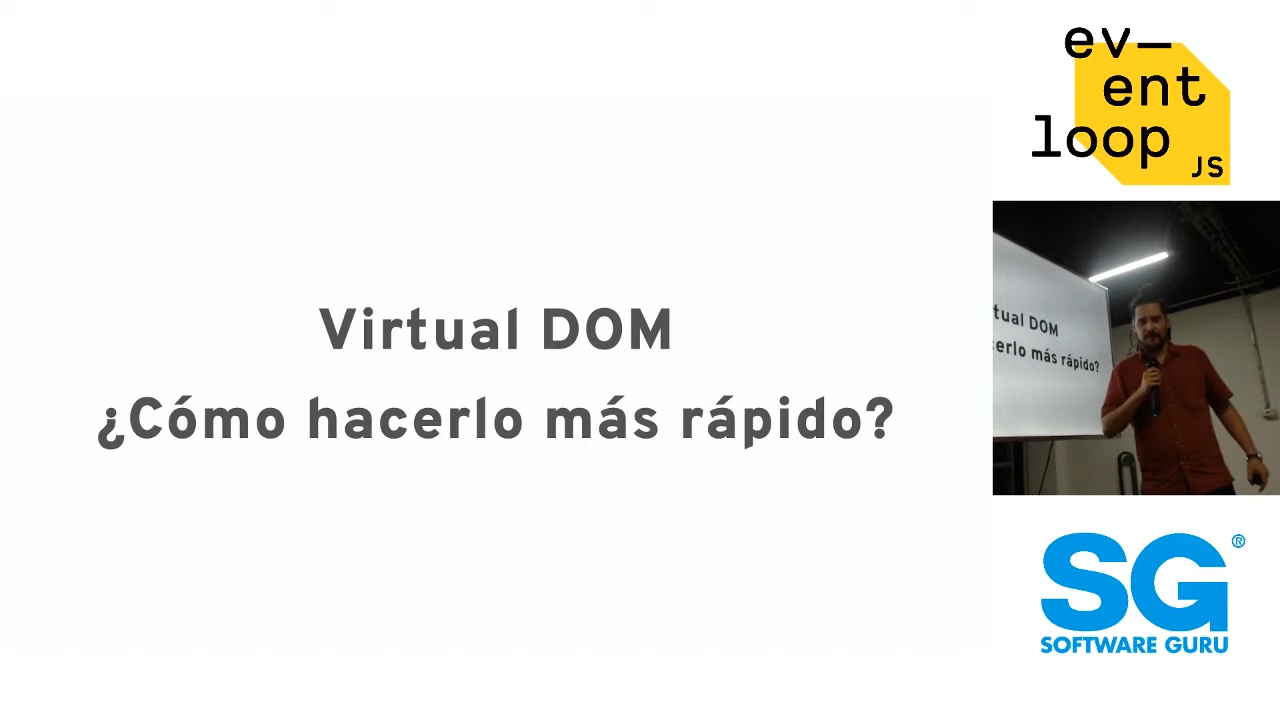 Virtual DOM
¿Cómo hacerlo más rápido?
ev—
ent
loop
JS
tual DOM
cerlo más rápido?
SG®
SOFTWARE GURU